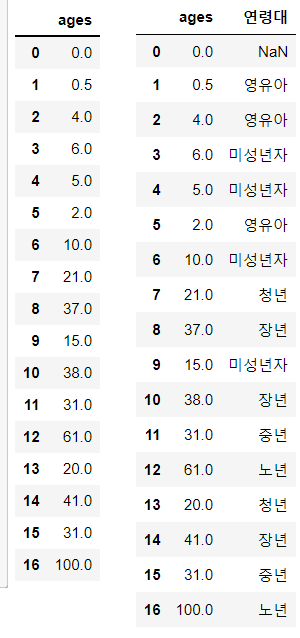 ages
0 0.0
1 0.5
2 4.0
3 6.0
4 5.0
5 2.0
6 10.0
7 21.0
8 37.0
9 15.0
10 38.0
11 31.0
12 61.0
13 20.0
14 41.0
15 31.0
16 100.0
ages 연령대
0 0.0 NaN
1 0.5 영유아
2 4.0 영유아
3 6.0 미성년자
4 5.0 미성년자
5 2.0 영유아
6 10.0 미성년자
7 21.0 청년
8 37.0 장년
9 15.0 미성년자
10 38.0 장년
11 31.0 중년
12 61.0 노년
13 20.0 청년
14 41.0 장년
15 31.0 중년
16 100.0 노년